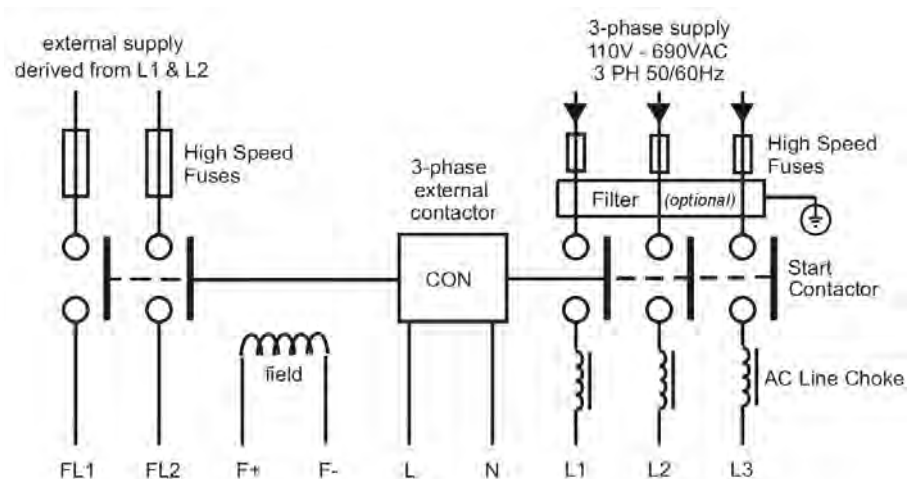 external supply
derived from L1 & L2
3-phase supply
110V - 690VAC
3 PH 50/60Hz
High Speed
Fuses
3-phase
external
contactor
High Speed
Fuses
Filter (optional)
CON
Start
Contactor
field
AC Line Choke
FL1 FL2 F+ F- L N L1 L2 L3